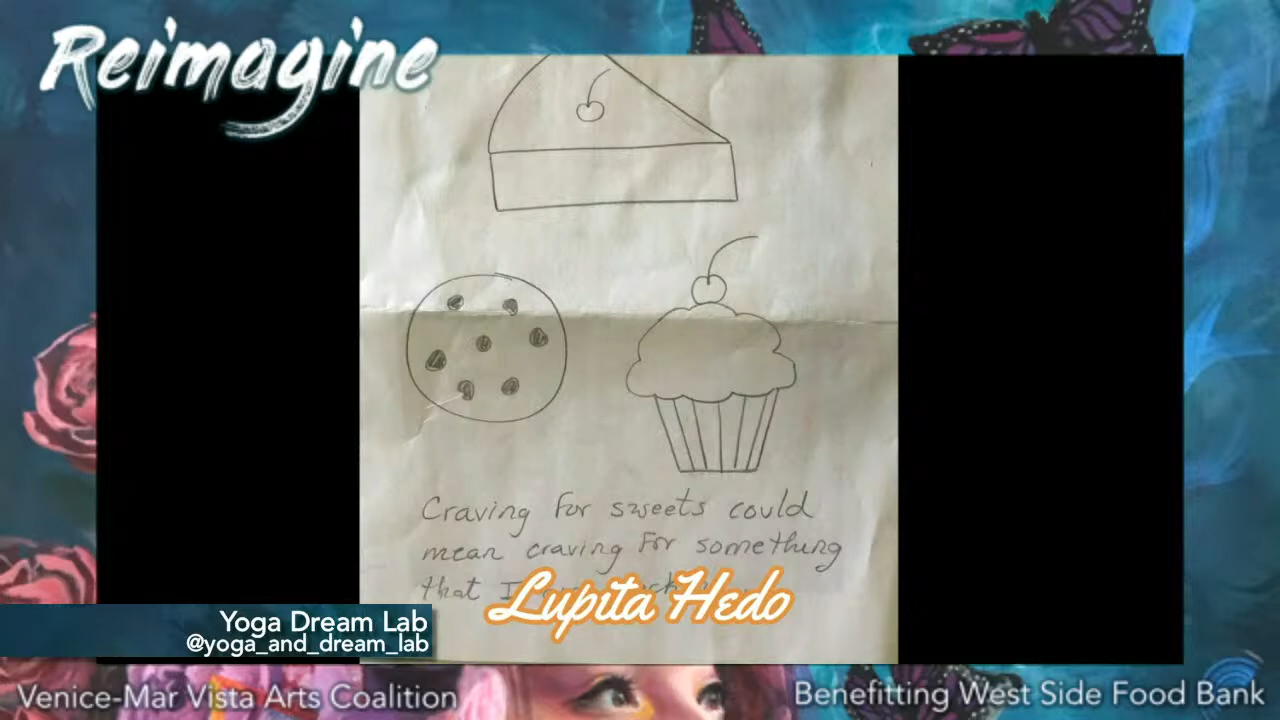 Reimagine
Craving for sweets could
mean craving for something
that I
Lupita Hedo
Yoga Dream Lab
@yoga_and_dream_lab
Venice-Mar Vista Arts Coalition
Benefitting West Side Food Bank